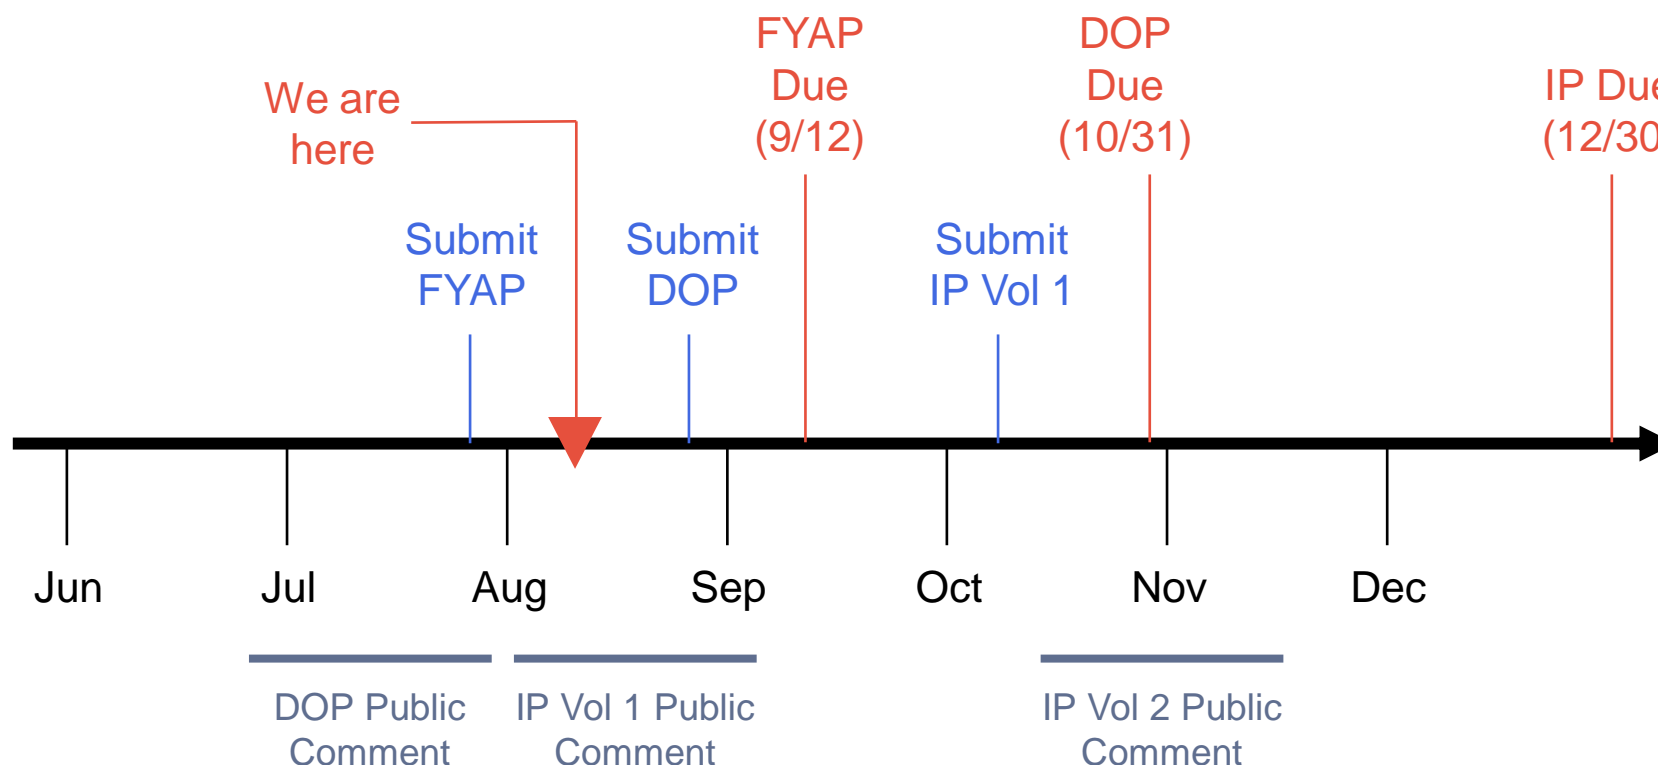 FYAP
Due
(9/12)
DOP
Due
(10/31)
IP Due
(12/30
We are
here
Submit
FYAP
Submit
DOP
Submit
IP Vol 1
Jun
Jul
Aug
Sep
Oct
Nov
Dec
DOP Public
Comment
IP Vol 1 Public
Comment
IP Vol 2 Public
Comment